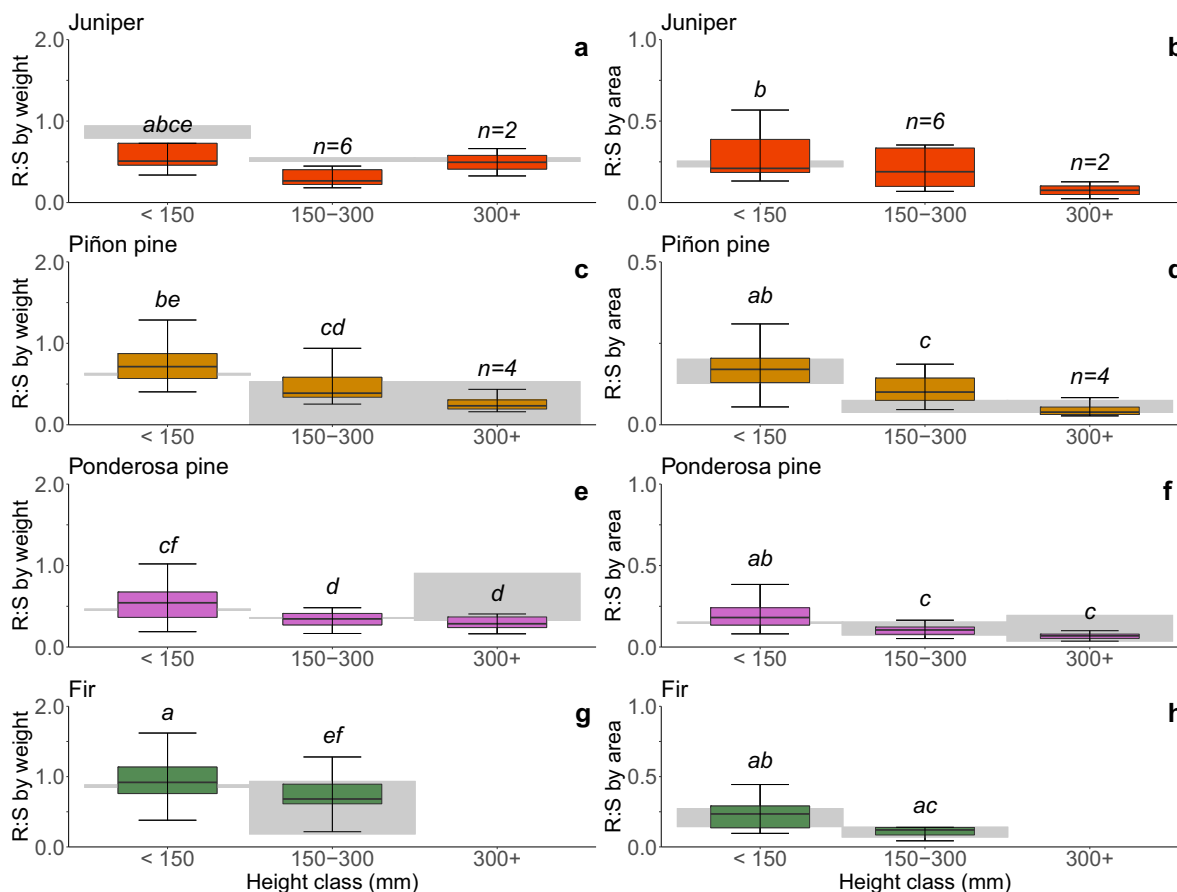 Juniper
a
R:S by weight
2.0
1.0
0.0
abce
n=6
n=2
< 150
150−300
300+
Juniper
b
R:S by area
1.0
0.5
0.0
b
n=6
n=2
< 150
150−300
300+
Piñon pine
c
R:S by weight
2.0
1.0
0.0
be
cd
n=4
< 150
150−300
300+
Piñon pine
d
R:S by area
0.5
0.0
ab
c
n=4
< 150
150−300
300+
Ponderosa pine
e
R:S by weight
2.0
1.0
0.0
cf
d
d
< 150
150−300
300+
Ponderosa pine
f
R:S by area
1.0
0.5
0.0
ab
c
c
< 150
150−300
300+
Fir
g
R:S by weight
2.0
1.0
0.0
a
ef
< 150
150−300
300+
Height class (mm)
Fir
h
R:S by area
1.0
0.5
0.0
ab
ac
< 150
150−300
300+
Height class (mm)